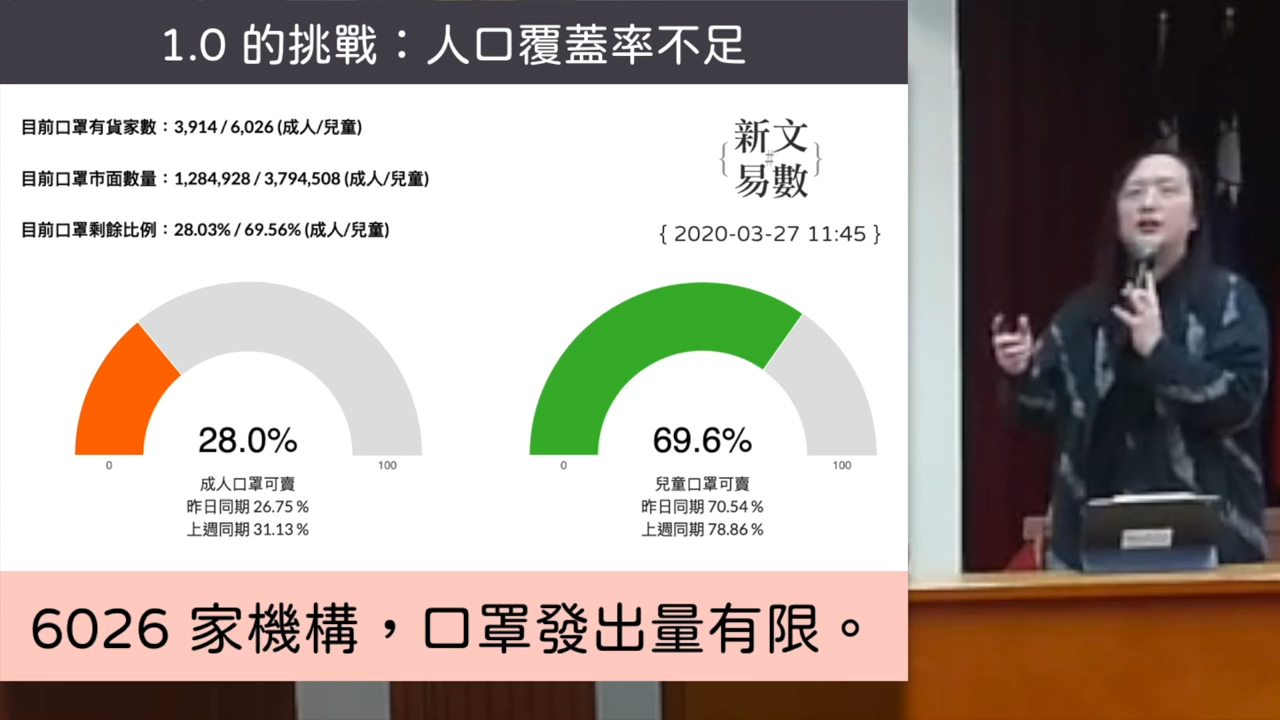 1.0 的挑戰：人口覆蓋率不足
目前口罩有貨家數：3,914 / 6,026 (成人/兒童)
目前口罩市面數量：1,284,928 / 3,794,508 (成人/兒童)
目前口罩剩餘比例：28.03% / 69.56% (成人/兒童)
{新文
#
易數}
{ 2020-03-27 11:45 }
28.0%
0
100
成人口罩可賣
昨日同期 26.75 %
上週同期 31.13 %
69.6%
0
100
兒童口罩可賣
昨日同期 70.54 %
上週同期 78.86 %
6026 家機構，口罩發出量有限。